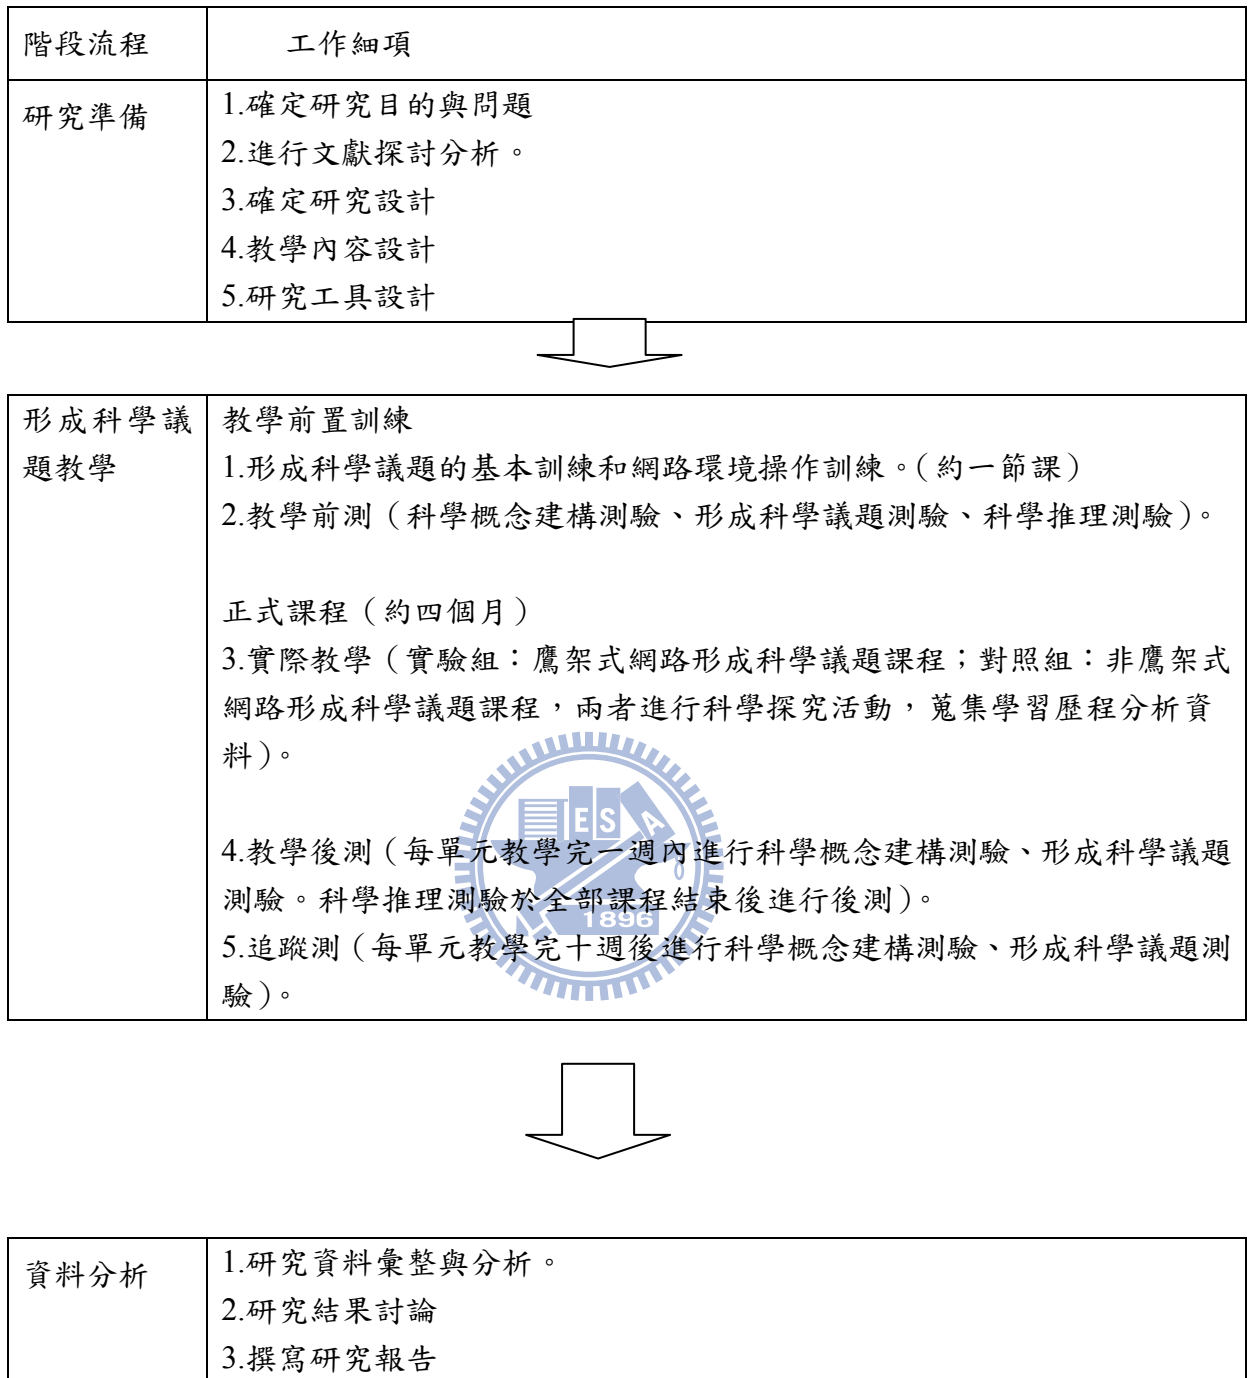 階段流程 工作細項
研究準備
1.確定研究目的與問題
2.進行文獻探討分析。
3.確定研究設計
4.教學內容設計
5.研究工具設計
形成科學議
題教學
教學前置訓練
1.形成科學議題的基本訓練和網路環境操作訓練。(約一節課)
2.教學前測（科學概念建構測驗、形成科學議題測驗、科學推理測驗）。
正式課程（約四個月）
3.實際教學（實驗組：鷹架式網路形成科學議題課程；對照組：非鷹架式
網路形成科學議題課程，兩者進行科學探究活動，蒐集學習歷程分析資
料）。
4.教學後測（每單元教學完一週內進行科學概念建構測驗、形成科學議題
測驗。科學推理測驗於全部課程結束後進行後測）。
5.追蹤測（每單元教學完十週後進行科學概念建構測驗、形成科學議題測
驗）。
E S A
1896
資料分析
1.研究資料彙整與分析。
2.研究結果討論
3.撰寫研究報告